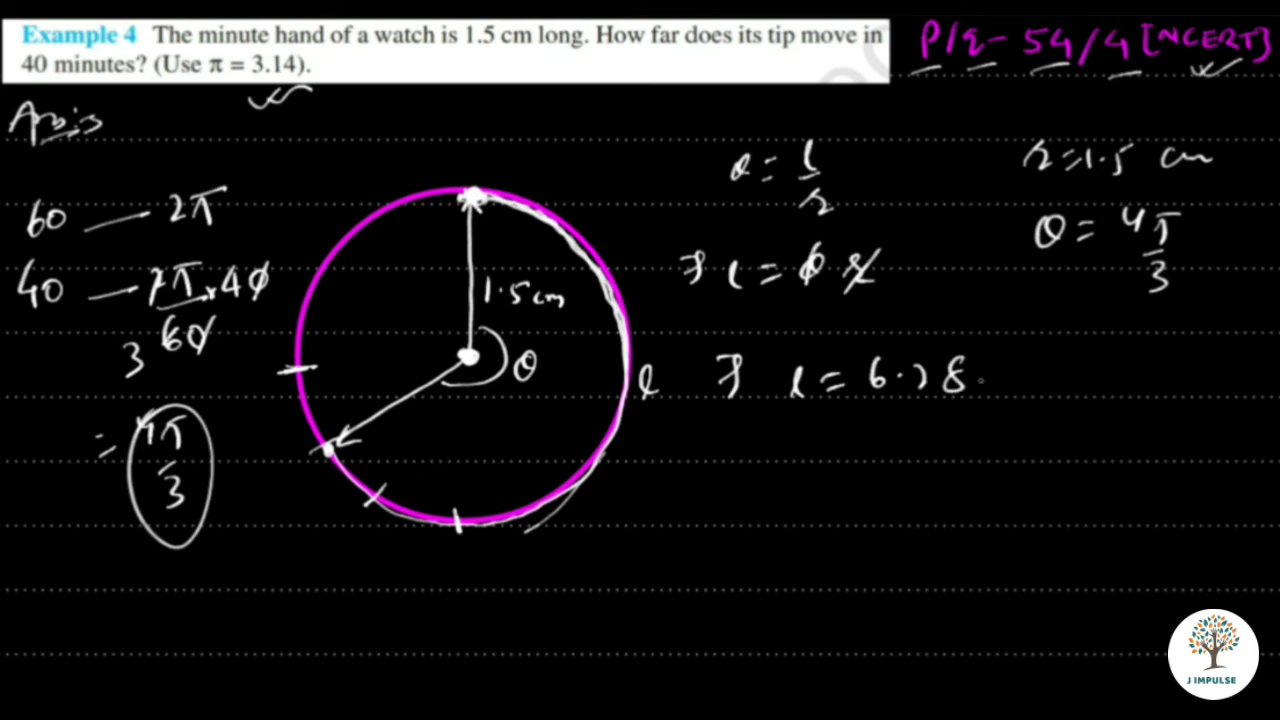 Example 4 The minute hand of a watch is 1.5 cm long. How far does its tip move in
40 minutes? (Use π = 3.14).
P/q- 54/4 [NCERT]
Ans:
60 — 2π
40 — 2π×40
60
3
= 4π
3
1.5cm
θ
l
θ = l
r
⇒ l = θ r
⇒ l = 6.28
r=1.5 cm
θ = 4π
3
J IMPULSE